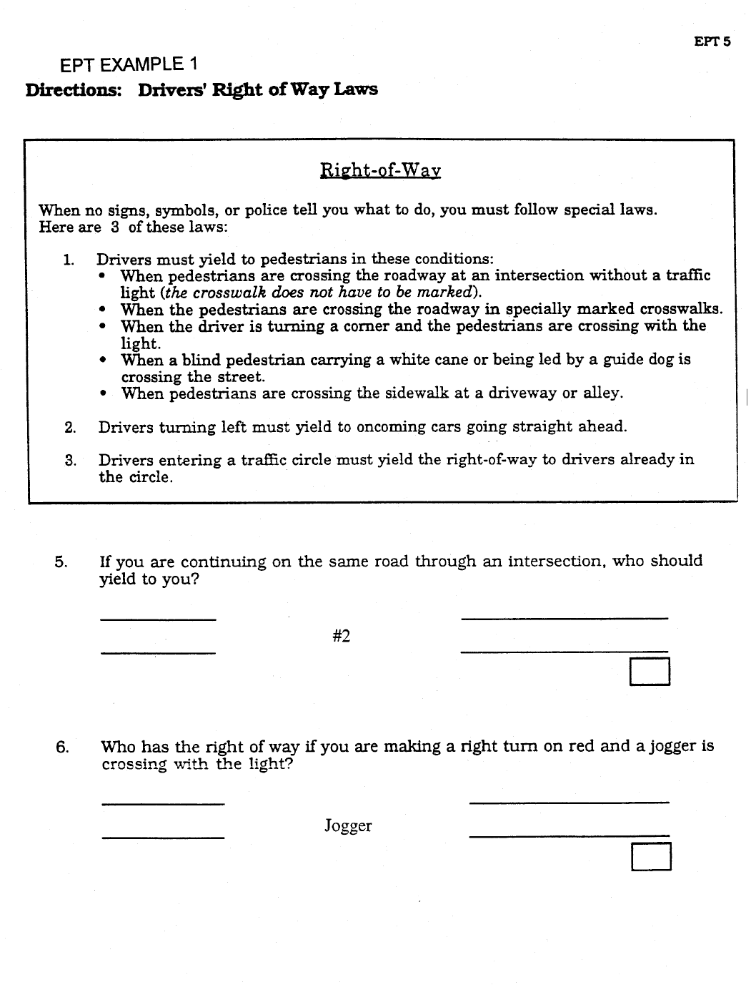 EPT 5
EPT EXAMPLE 1
Directions: Drivers' Right of Way Laws
Right-of-Way
When no signs, symbols, or police tell you what to do, you must follow special laws.
Here are 3 of these laws:
1. Drivers must yield to pedestrians in these conditions:
• When pedestrians are crossing the roadway at an intersection without a traffic
light (the crosswalk does not have to be marked).
• When the pedestrians are crossing the roadway in specially marked crosswalks.
• When the driver is turning a corner and the pedestrians are crossing with the
light.
• When a blind pedestrian carrying a white cane or being led by a guide dog is
crossing the street.
• When pedestrians are crossing the sidewalk at a driveway or alley.
2. Drivers turning left must yield to oncoming cars going straight ahead.
3. Drivers entering a traffic circle must yield the right-of-way to drivers already in
the circle.
5. If you are continuing on the same road through an intersection, who should
yield to you?
#2
6. Who has the right of way if you are making a right turn on red and a jogger is
crossing with the light?
Jogger